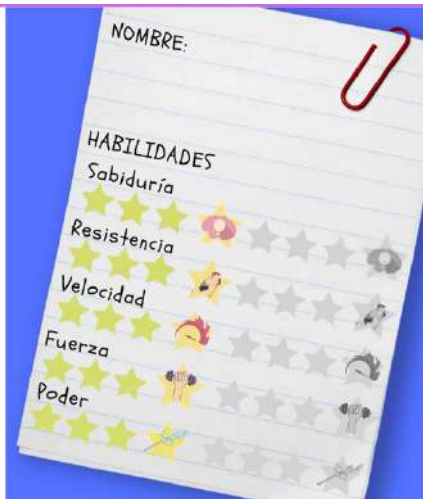 NOMBRE:
HABILIDADES
Sabiduría
Resistencia
Velocidad
Fuerza
Poder